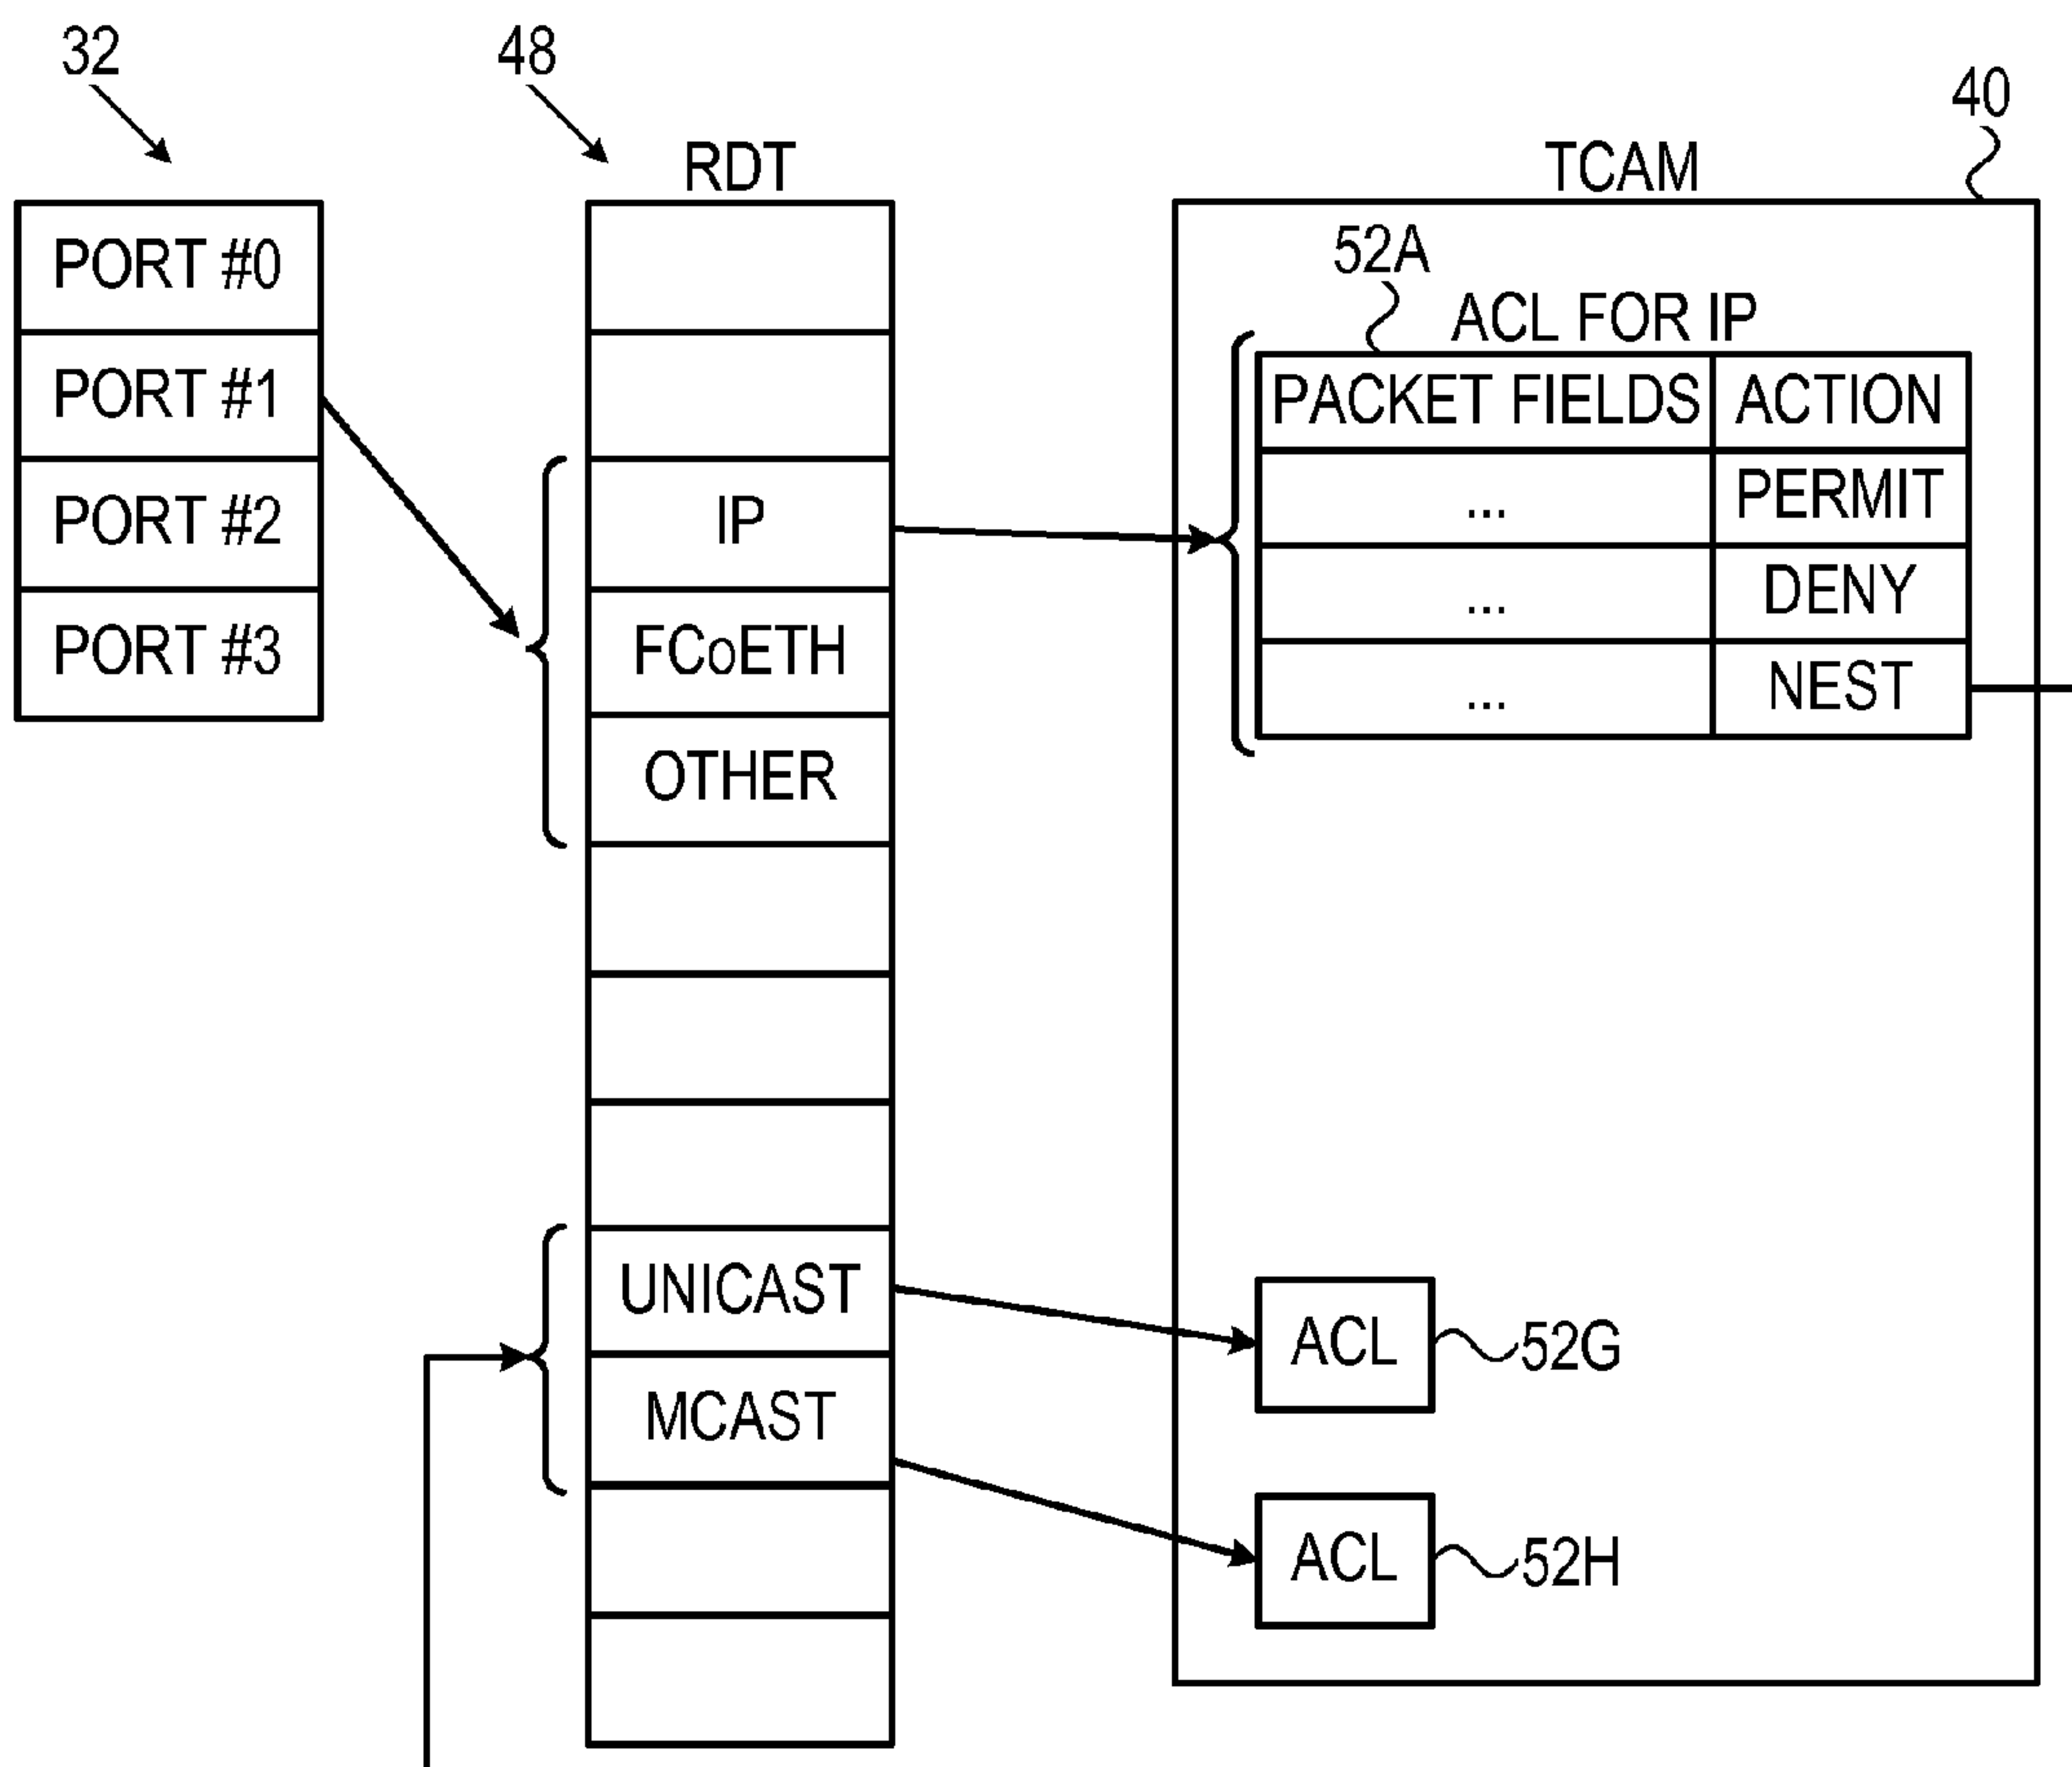 32
48
40
RDT
TCAM
PORT #0
PORT #1
PORT #2
PORT #3
IP
FCoETH
OTHER
UNICAST
MCAST
52A
ACL FOR IP
PACKET FIELDS ACTION
... PERMIT
... DENY
... NEST
ACL 52G
ACL 52H